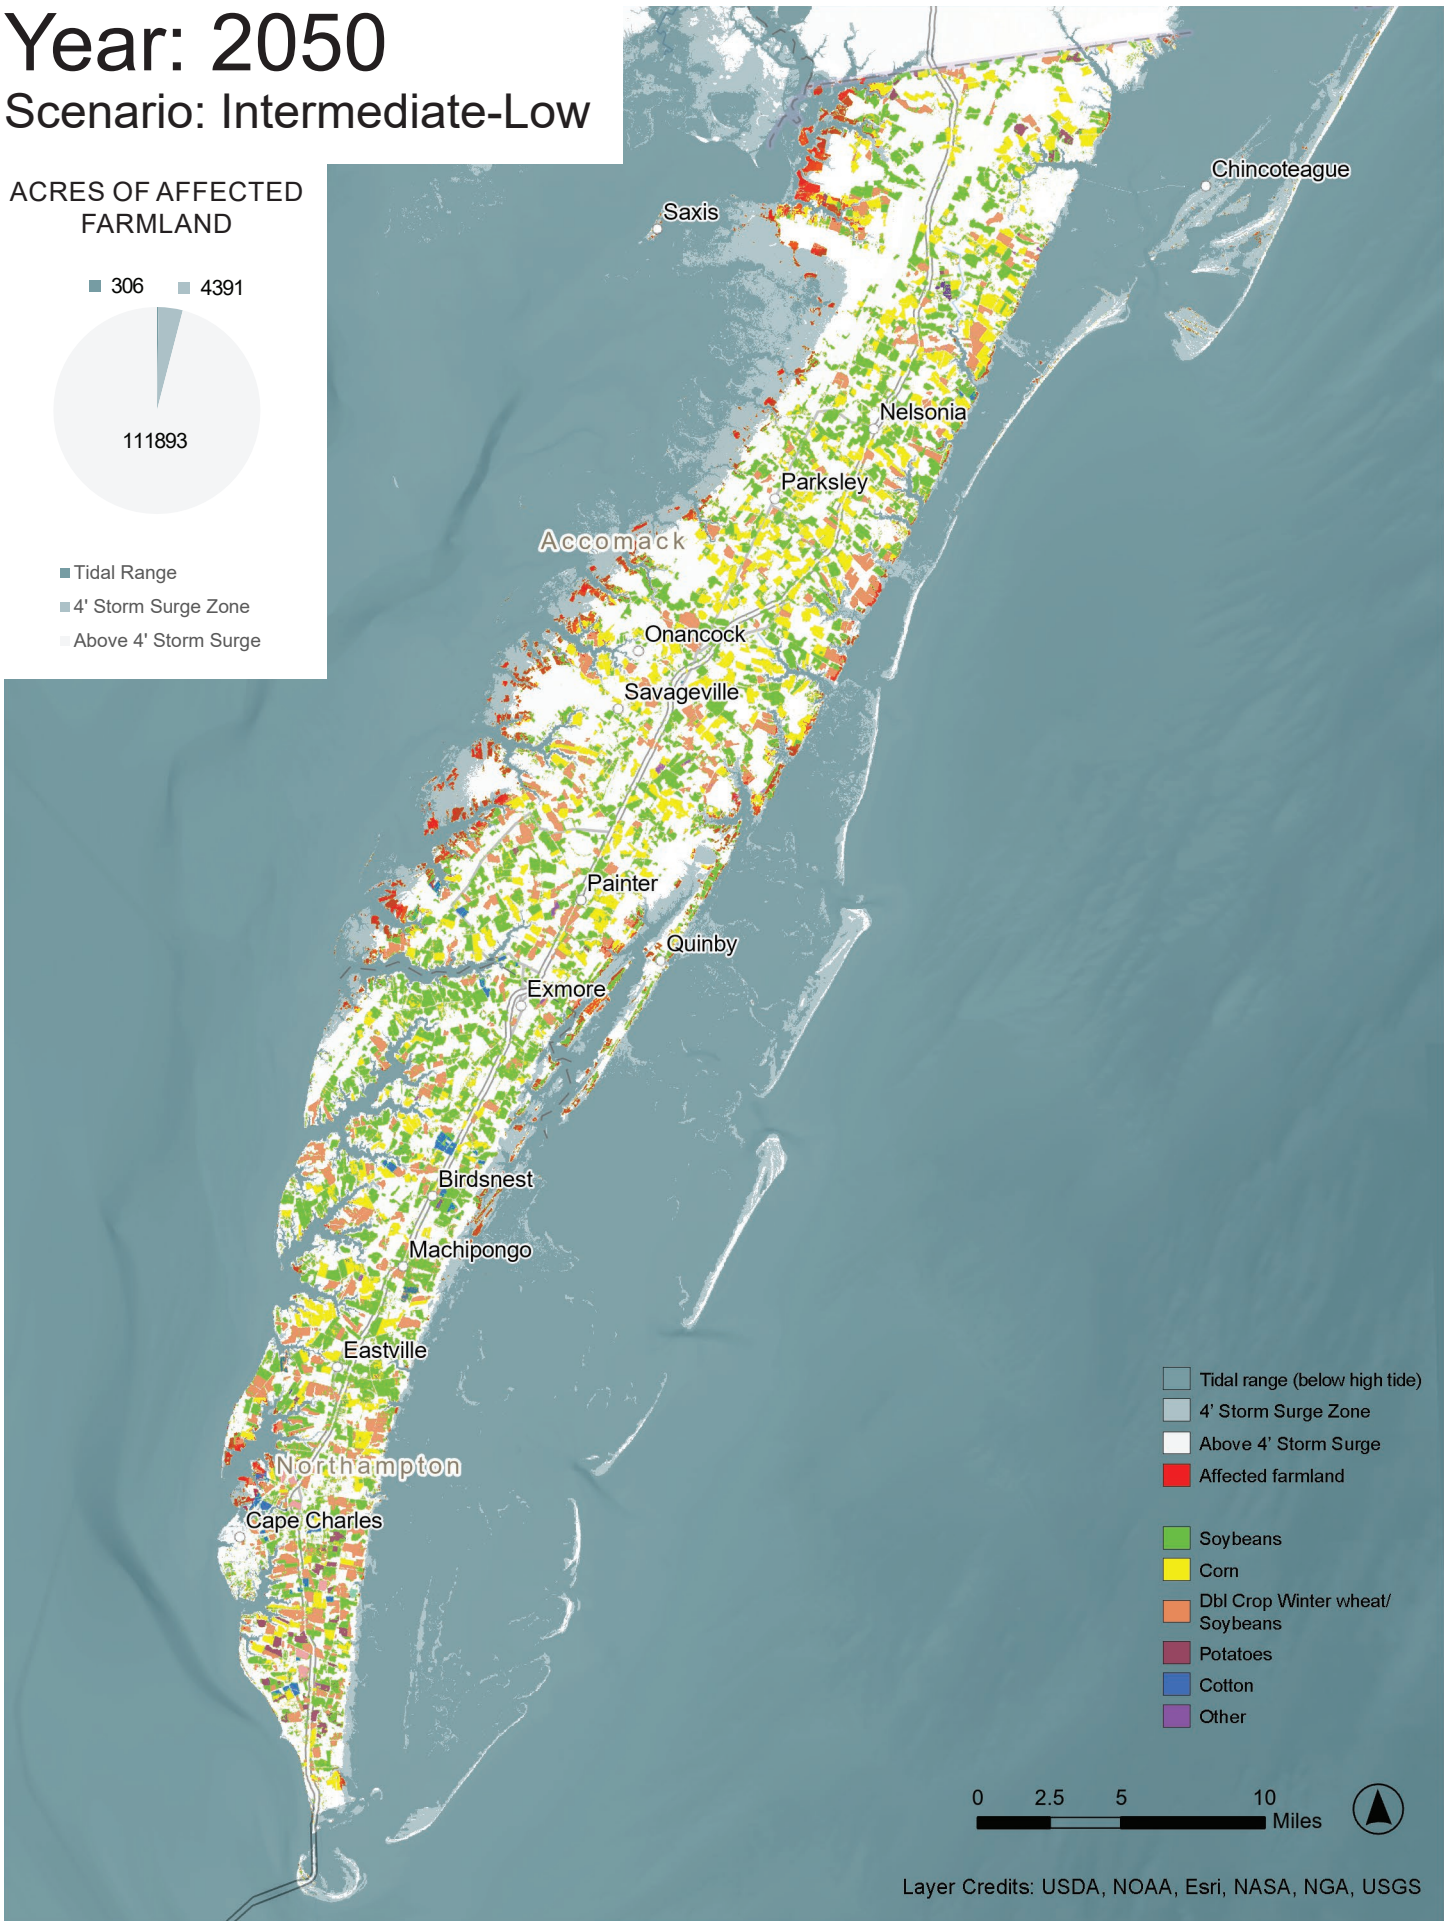 Year: 2050
Scenario: Intermediate-Low
ACRES OF AFFECTED
FARMLAND
306
4391
111893
Tidal Range
4' Storm Surge Zone
Above 4' Storm Surge
Chincoteague
Saxis
Nelsonia
Parksley
Accomack
Onancock
Savageville
Painter
Quinby
Exmore
Birdsnest
Machipongo
Eastville
Northampton
Cape Charles
Tidal range (below high tide)
4' Storm Surge Zone
Above 4' Storm Surge
Affected farmland
Soybeans
Corn
Dbl Crop Winter wheat/
Soybeans
Potatoes
Cotton
Other
0 2.5 5 10
Miles
Layer Credits: USDA, NOAA, Esri, NASA, NGA, USGS